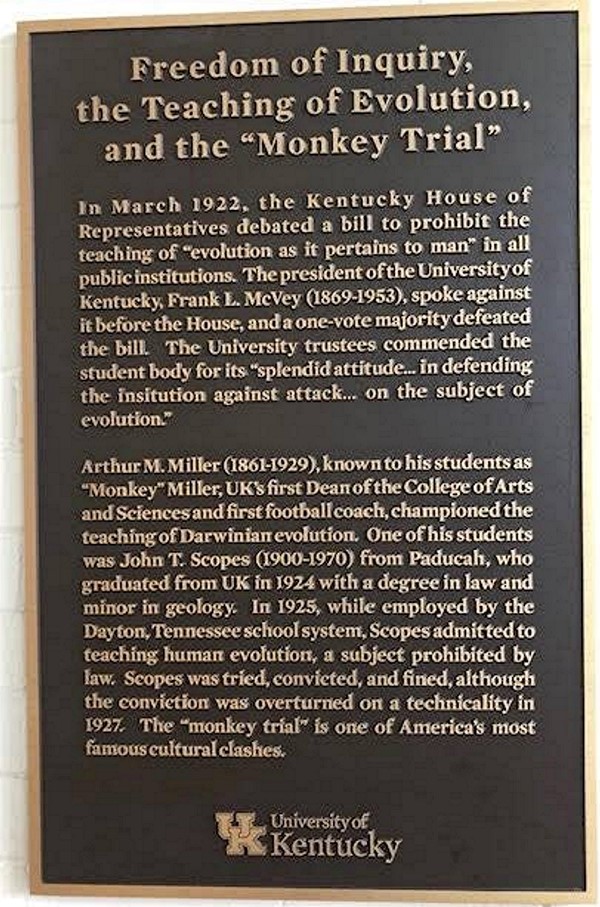 Freedom of Inquiry,
the Teaching of Evolution,
and the “Monkey Trial”
In March 1922, the Kentucky House of
Representatives debated a bill to prohibit the
teaching of “evolution as it pertains to man” in all
public institutions. The president of the University of
Kentucky, Frank L. McVey (1869-1953), spoke against
it before the House, and a one-vote majority defeated
the bill. The University trustees commended the
student body for its “splendid attitude... in defending
the insitution against attack... on the subject of
evolution.”
Arthur M. Miller (1861-1929), known to his students as
“Monkey” Miller, UK’s first Dean of the College of Arts
and Sciences and first football coach, championed the
teaching of Darwinian evolution. One of his students
was John T. Scopes (1900-1970) from Paducah, who
graduated from UK in 1924 with a degree in law and
minor in geology. In 1925, while employed by the
Dayton, Tennessee school system, Scopes admitted to
teaching human evolution, a subject prohibited by
law. Scopes was tried, convicted, and fined, although
the conviction was overturned on a technicality in
1927. The “monkey trial” is one of America’s most
famous cultural clashes.
UK University of
Kentucky